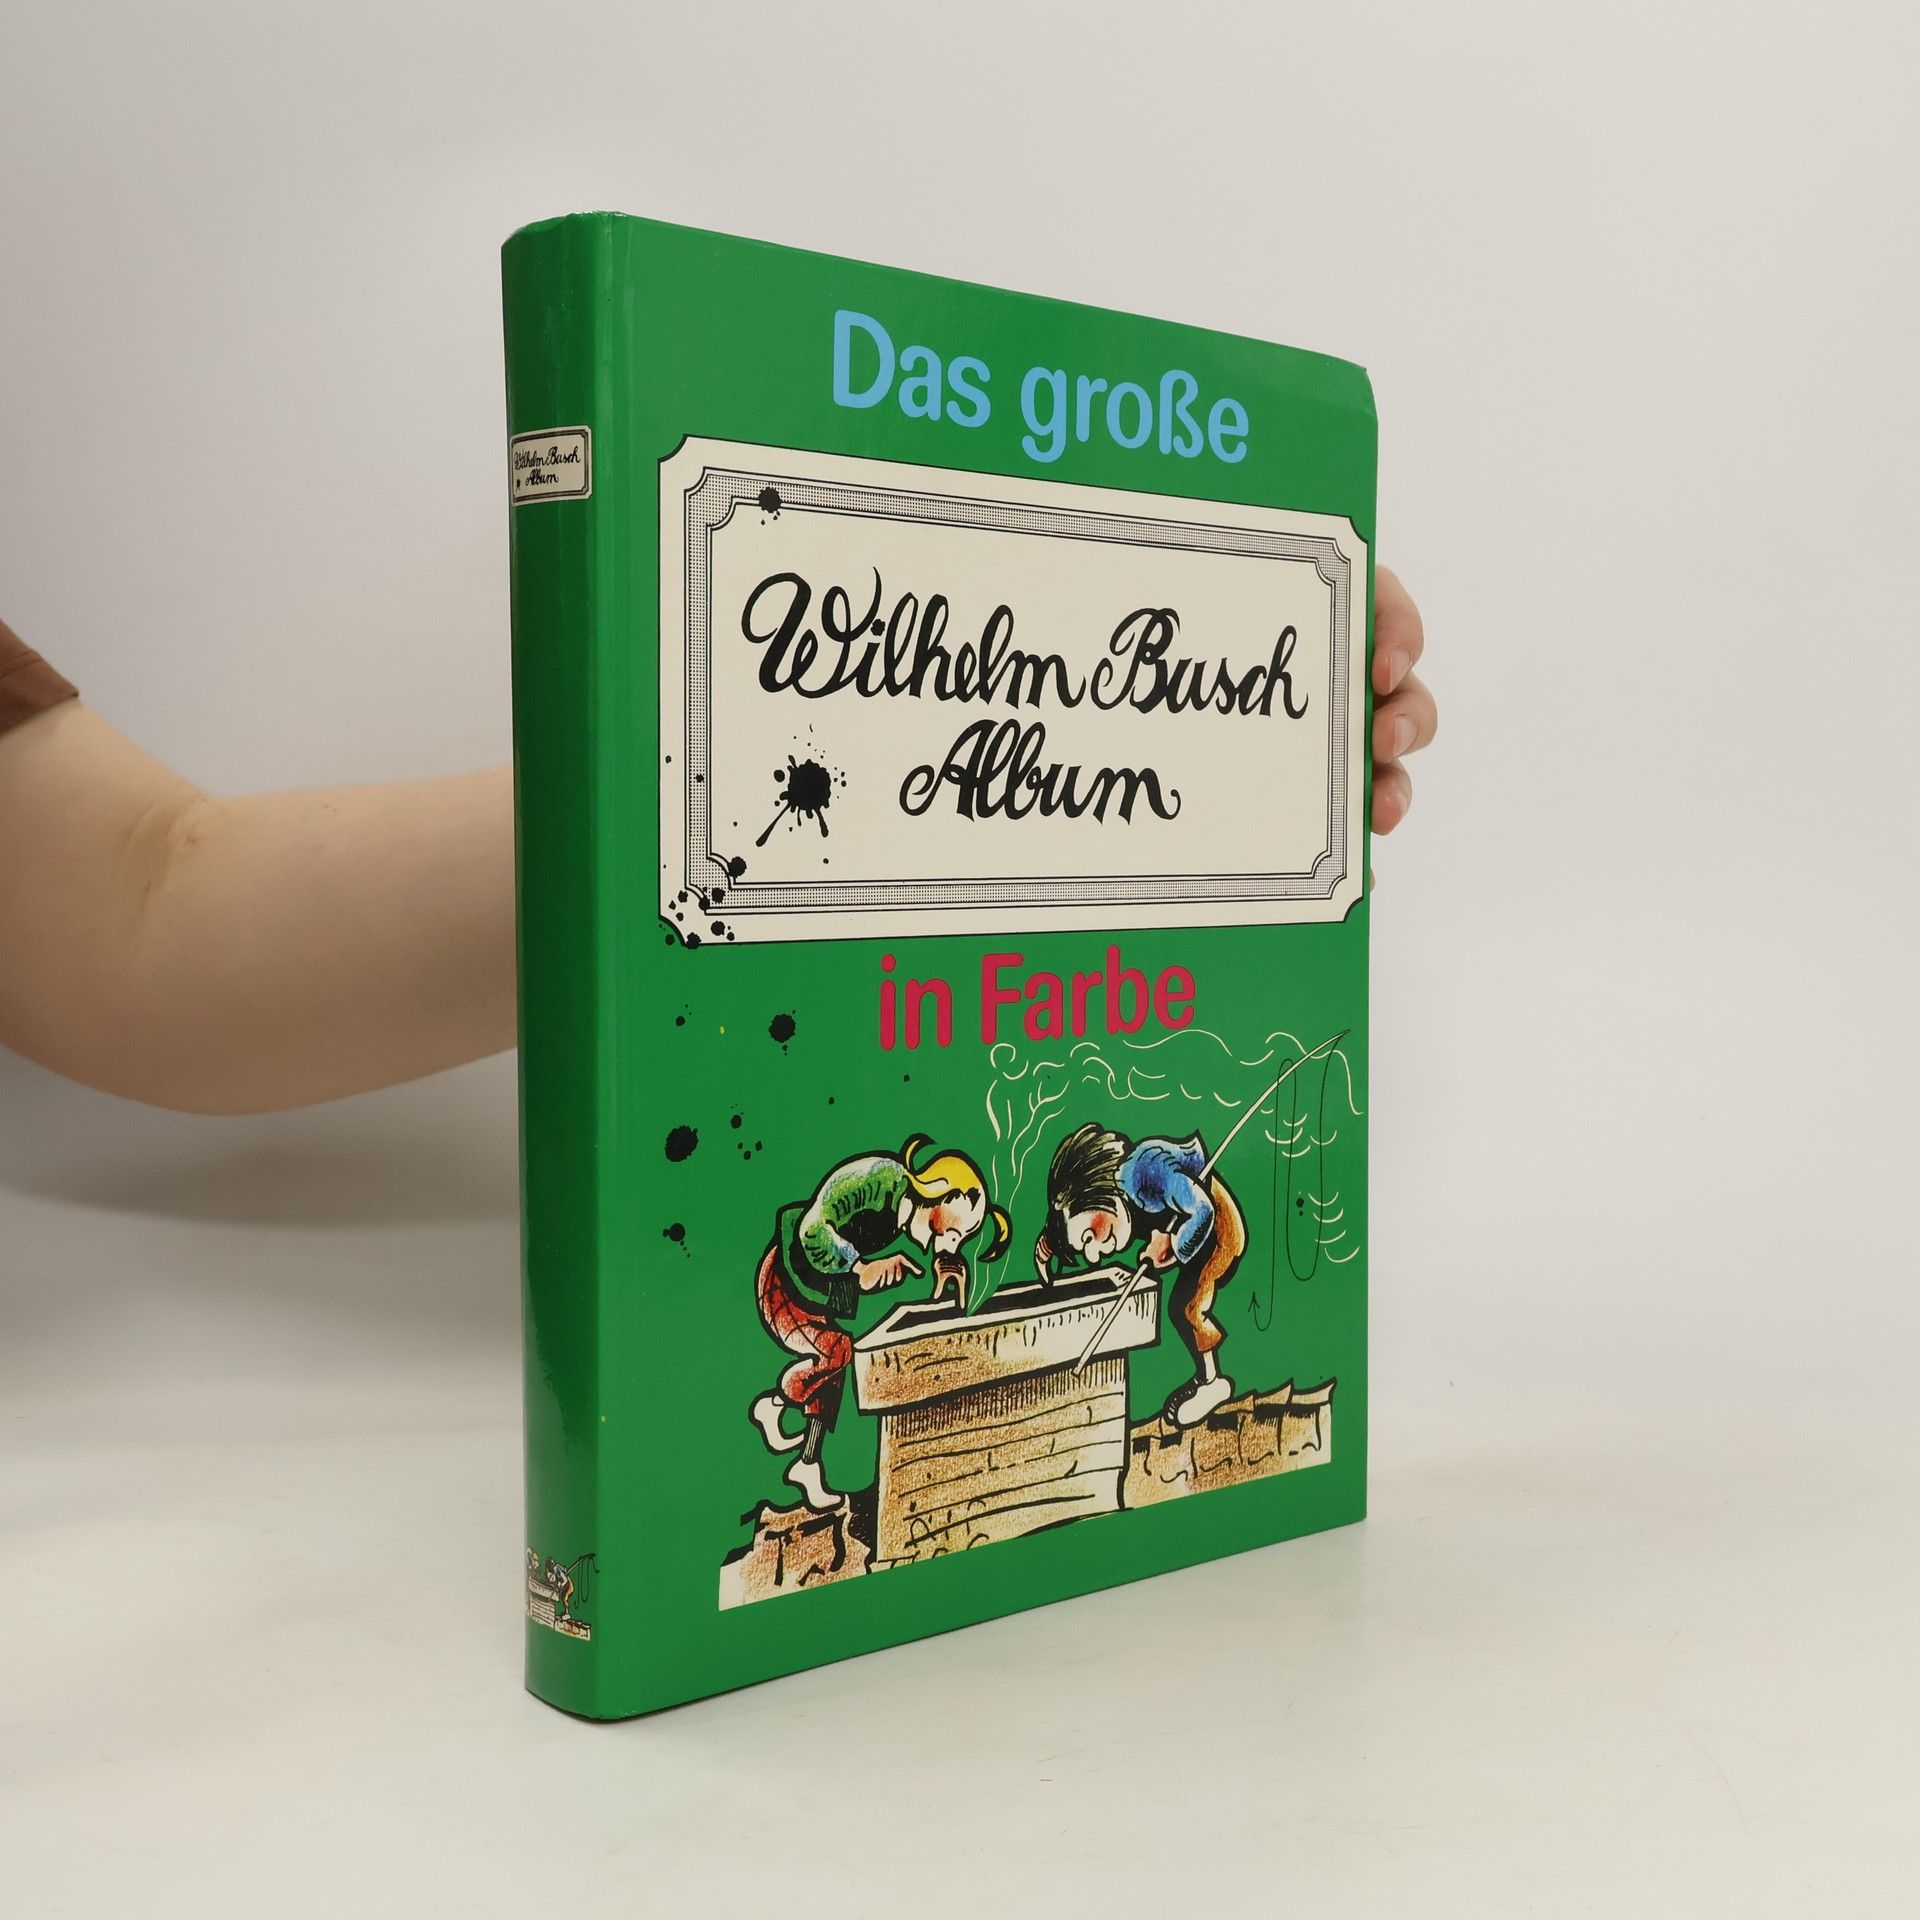 Das große
Wilhelm Busch
Album
in Farbe
Wilhelm Busch
Album